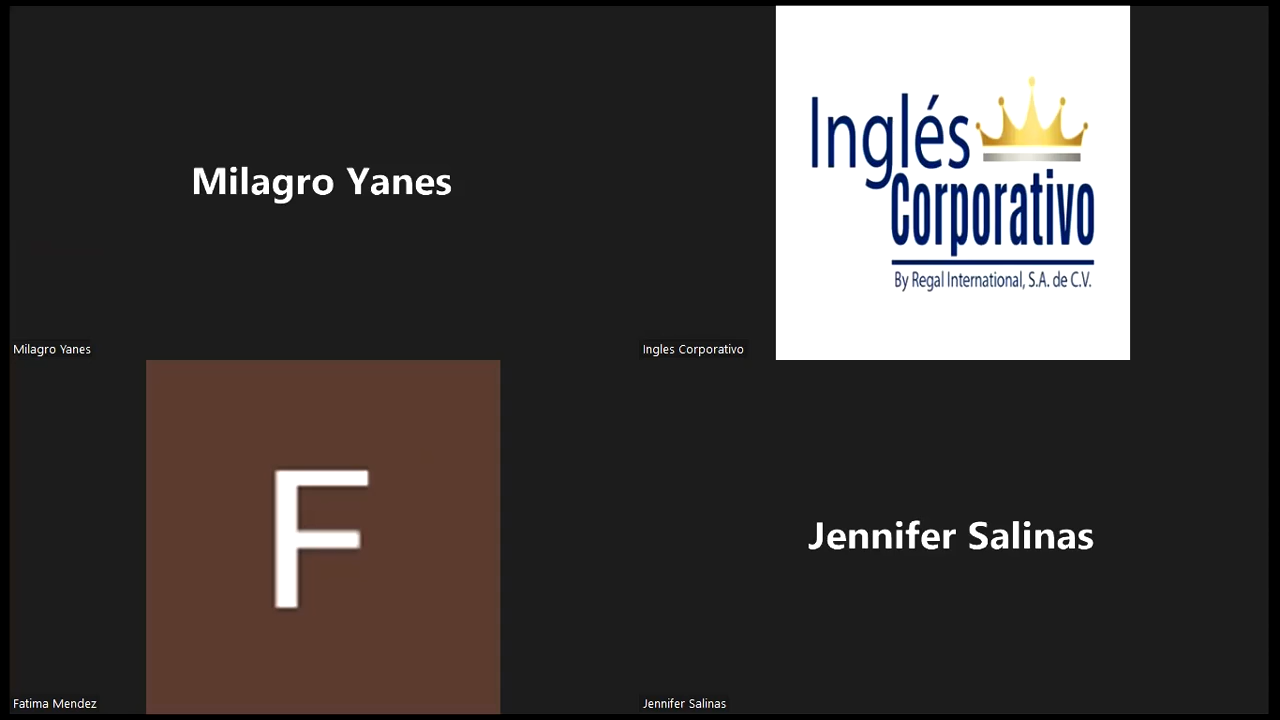 Milagro Yanes
Milagro Yanes
Inglés
Corporativo
By Regal International, S.A. de C.V.
Ingles Corporativo
F
Fatima Mendez
Jennifer Salinas
Jennifer Salinas